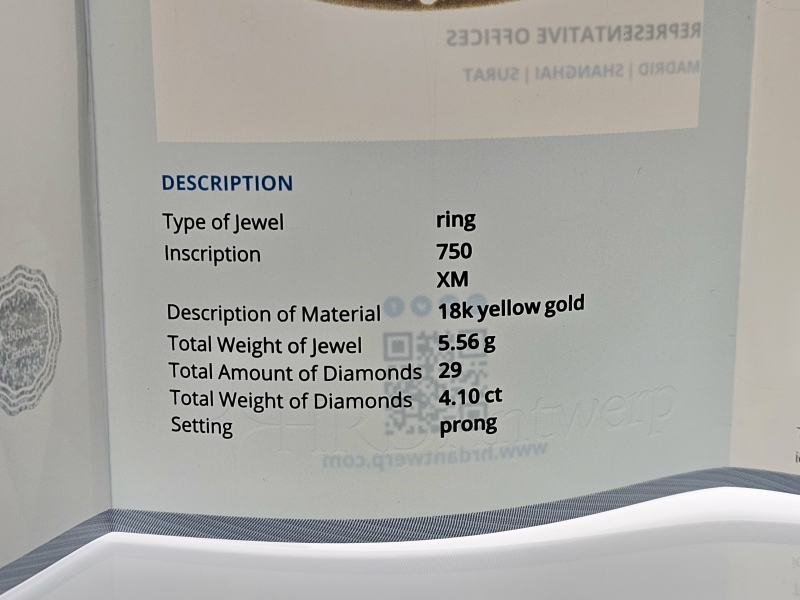 REPRESENTATIVE OFFICES
MADRID | SHANGHAI | SURAT
DESCRIPTION
Type of Jewel ring
Inscription 750
XM
Description of Material 18k yellow gold
Total Weight of Jewel 5.56 g
Total Amount of Diamonds 29
Total Weight of Diamonds 4.10 ct
Setting prong
HRD Antwerp
www.hrdantwerp.com